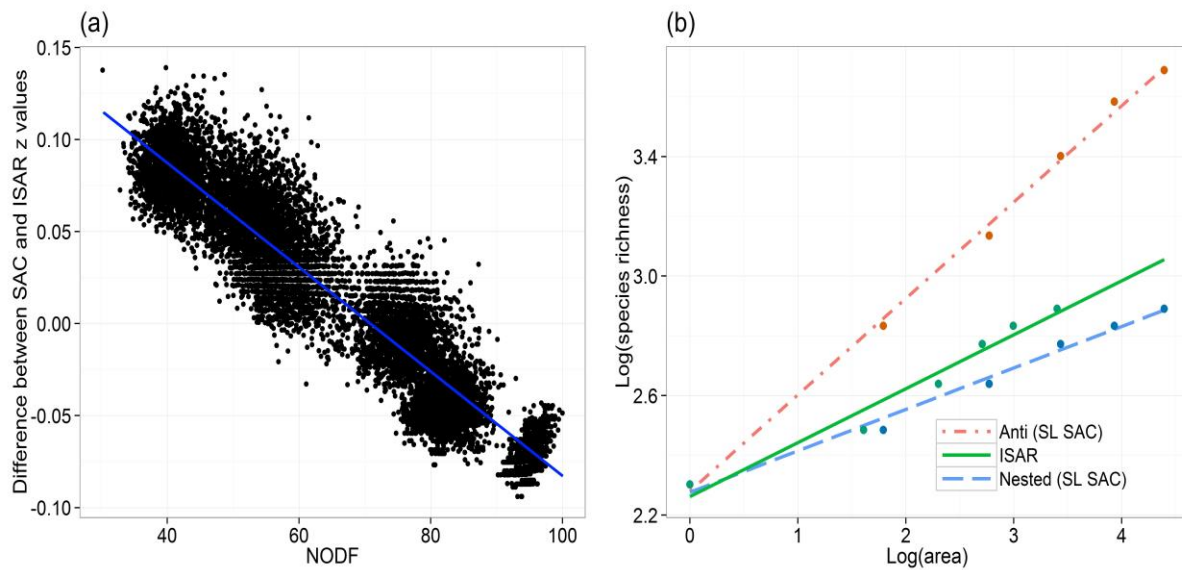 (a)
Difference between SAC and ISAR z values
0.15
0.10
0.05
0.00
-0.05
-0.10
40
60
80
100
NODF
(b)
Log(species richness)
3.4
3.0
2.6
2.2
Anti (SL SAC)
ISAR
Nested (SL SAC)
0
1
2
3
4
Log(area)